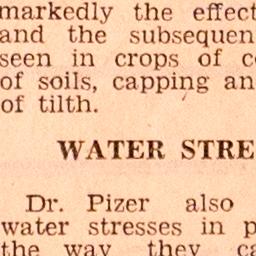 markedly the effect
and the subsequen
seen in crops of c
of soils, capping an
of tilth.
WATER STRE
Dr. Pizer also
water stresses in p
the way they ca